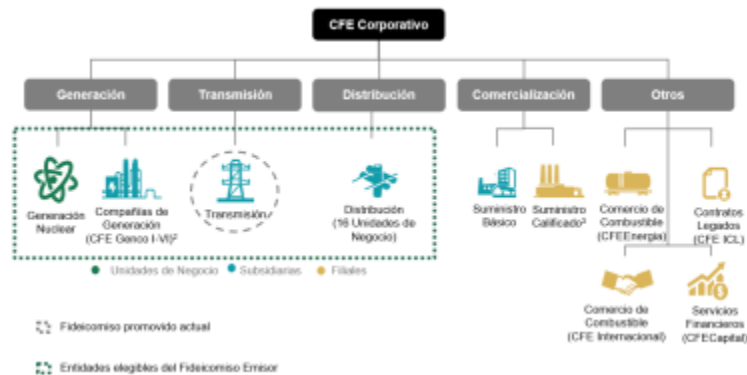 CFE Corporativo
Generación
Transmisión
Distribución
Comercialización
Otros
Generación
Nuclear
Compañías de
Generación
(CFE Genco I-VI)²
Transmisión
Distribución
(16 Unidades de
Negocio)
Suministro
Básico
Suministro
Calificado³
Comercio de
Combustible
(CFEEnergía)
Contratos
Legados
(CFE ICL)
Comercio de
Combustible
(CFE Internacional)
Servicios
Financieros
(CFECapital)
Unidades de Negocio
Subsidiarias
Filiales
Fideicomiso promovido actual
Entidades elegibles del Fideicomiso Emisor